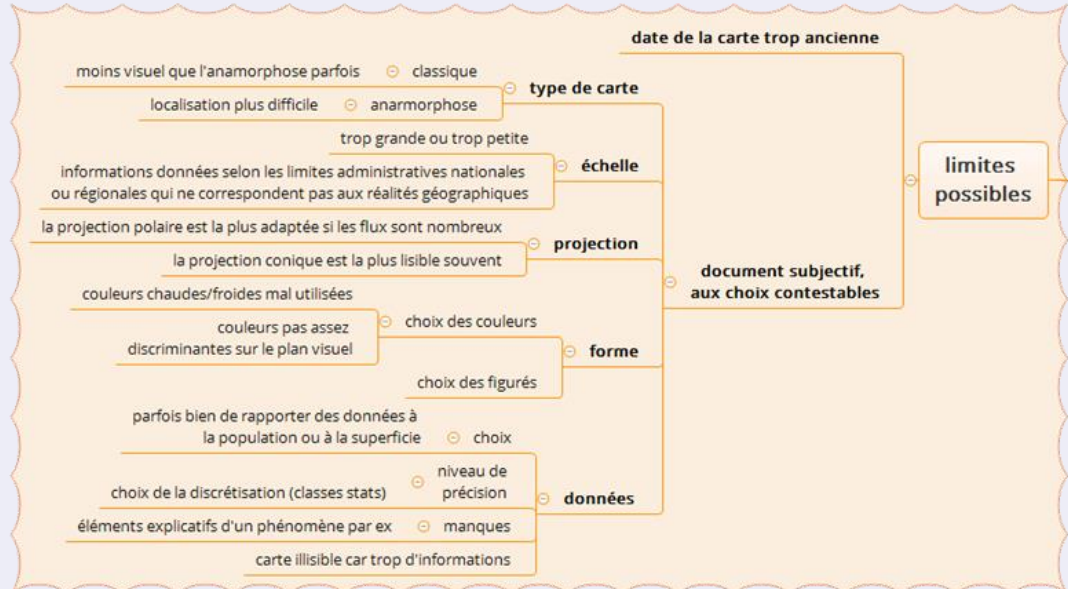 date de la carte trop ancienne
moins visuel que l'anamorphose parfois
classique
type de carte
localisation plus difficile
anarmorphose
trop grande ou trop petite
échelle
informations données selon les limites administratives nationales
ou régionales qui ne correspondent pas aux réalités géographiques
limites
possibles
la projection polaire est la plus adaptée si les flux sont nombreux
projection
la projection conique est la plus lisible souvent
document subjectif,
aux choix contestables
couleurs chaudes/froides mal utilisées
choix des couleurs
couleurs pas assez
discriminantes sur le plan visuel
forme
choix des figurés
parfois bien de rapporter des données à
la population ou à la superficie
choix
niveau de
précision
choix de la discrétisation (classes stats)
données
éléments explicatifs d'un phénomène par ex
manques
carte illisible car trop d'informations